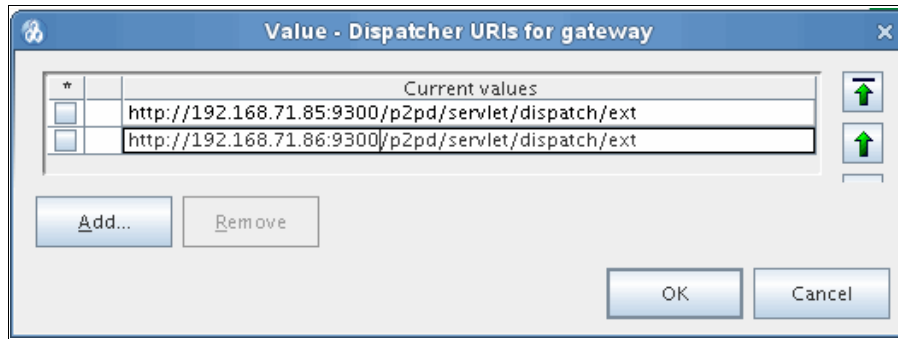 Value - Dispatcher URIs for gateway
* Current values
http://192.168.71.85:9300/p2pd/servlet/dispatch/ext
http://192.168.71.86:9300/p2pd/servlet/dispatch/ext
Add... Remove
OK Cancel